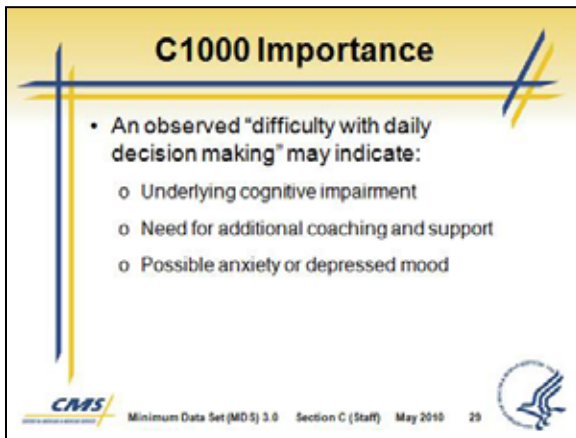 C1000 Importance
• An observed "difficulty with daily
decision making" may indicate:
o Underlying cognitive impairment
o Need for additional coaching and support
o Possible anxiety or depressed mood
CMS
Minimum Data Set (MDS) 3.0 Section C (Staff) May 2010 29